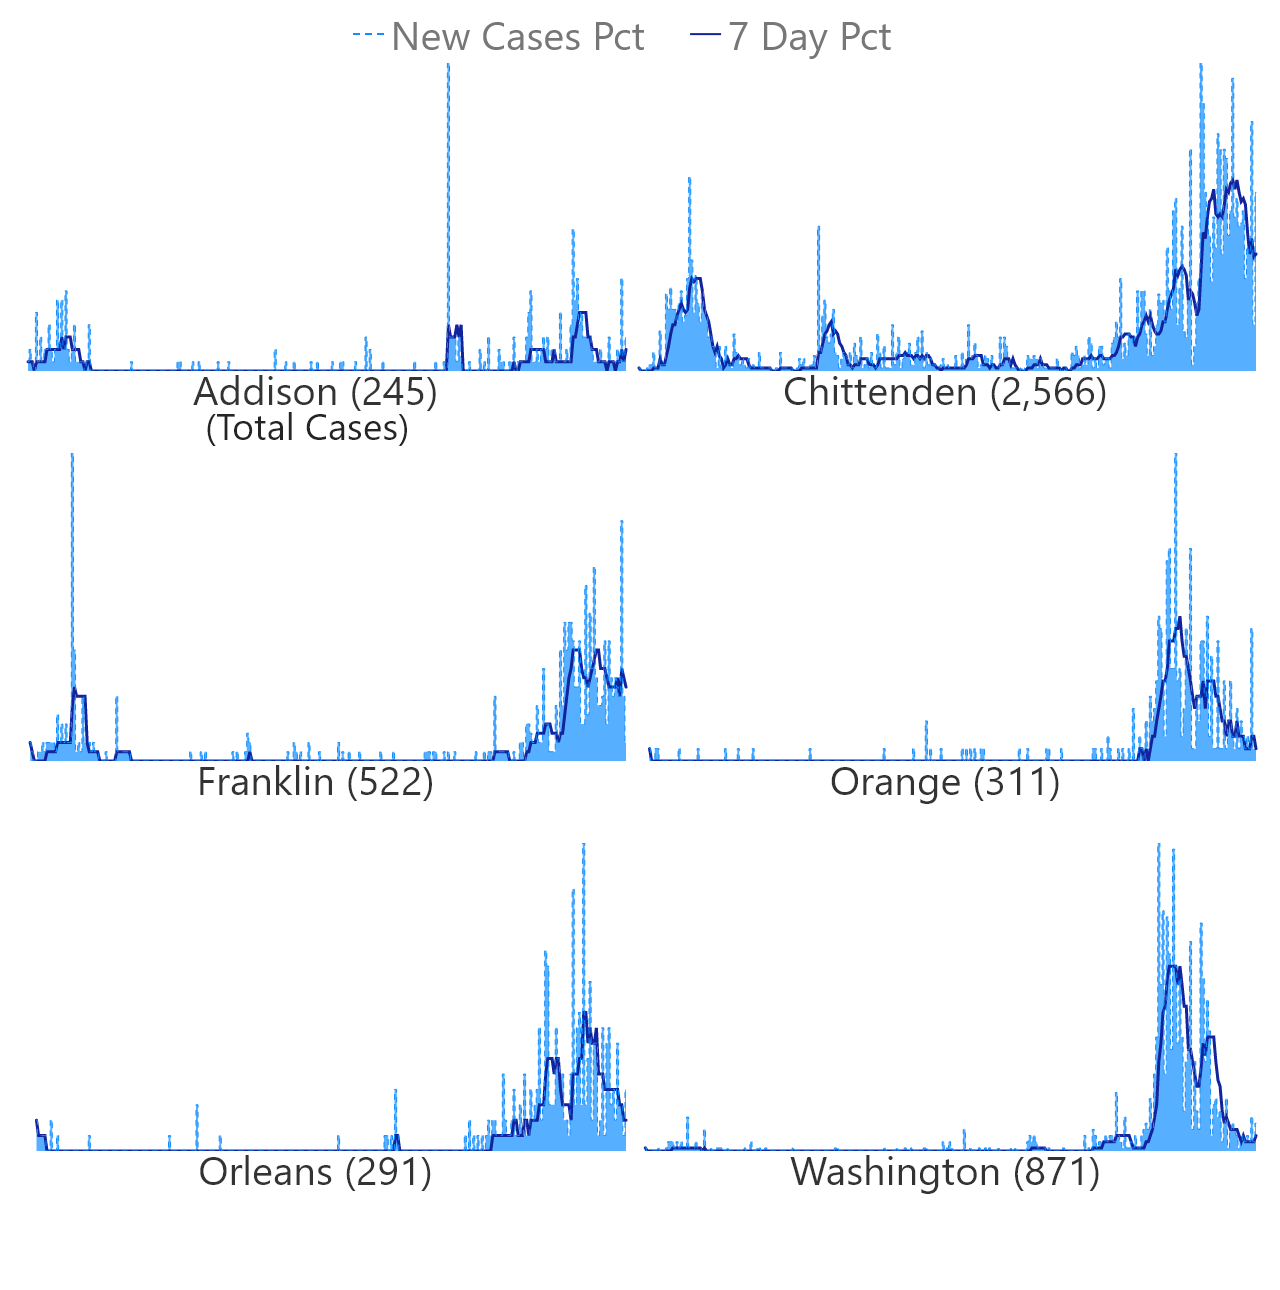 New Cases Pct 7 Day Pct
Addison (245) Chittenden (2,566)
(Total Cases)
Franklin (522) Orange (311)
Orleans (291) Washington (871)